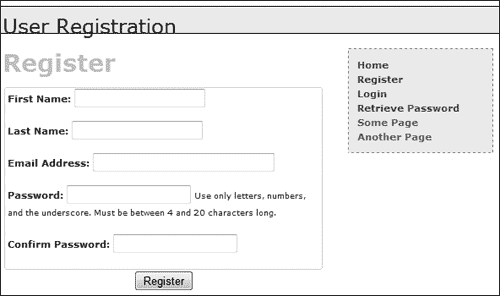 User Registration
Register
First Name:
Last Name:
Email Address:
Password: Use only letters, numbers,
and the underscore. Must be between 4 and 20 characters long.
Confirm Password:
Register
Home
Register
Login
Retrieve Password
Some Page
Another Page